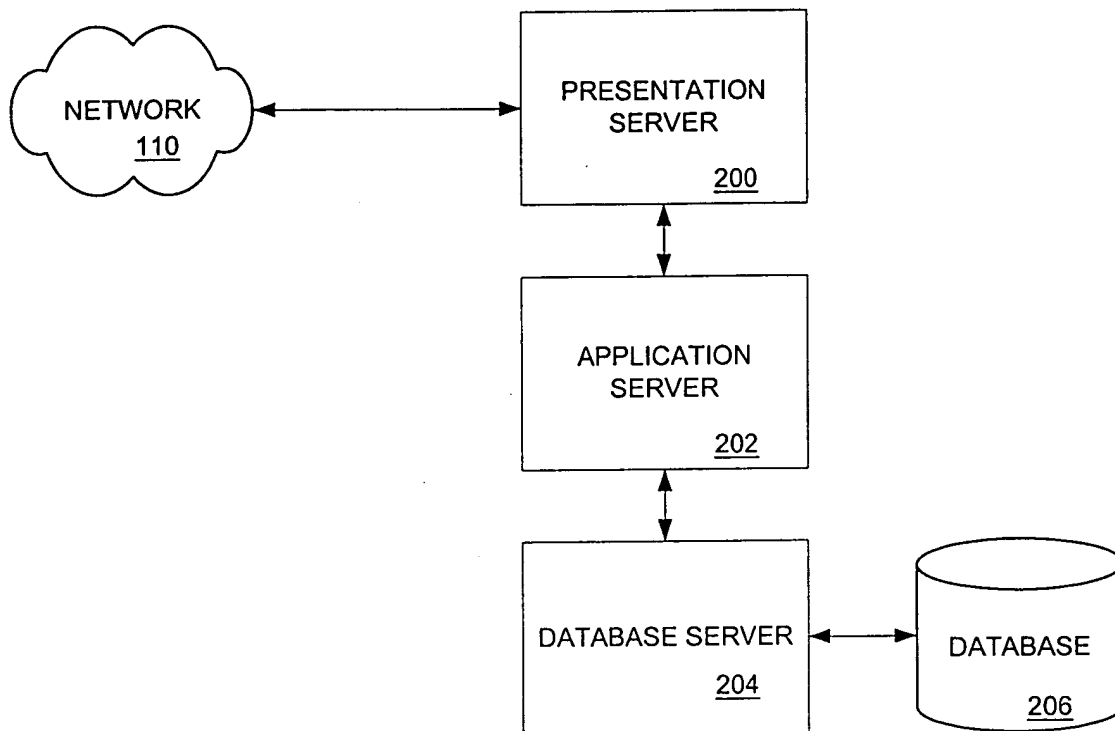 NETWORK
110
PRESENTATION
SERVER
200
APPLICATION
SERVER
202
DATABASE SERVER
204
DATABASE
206